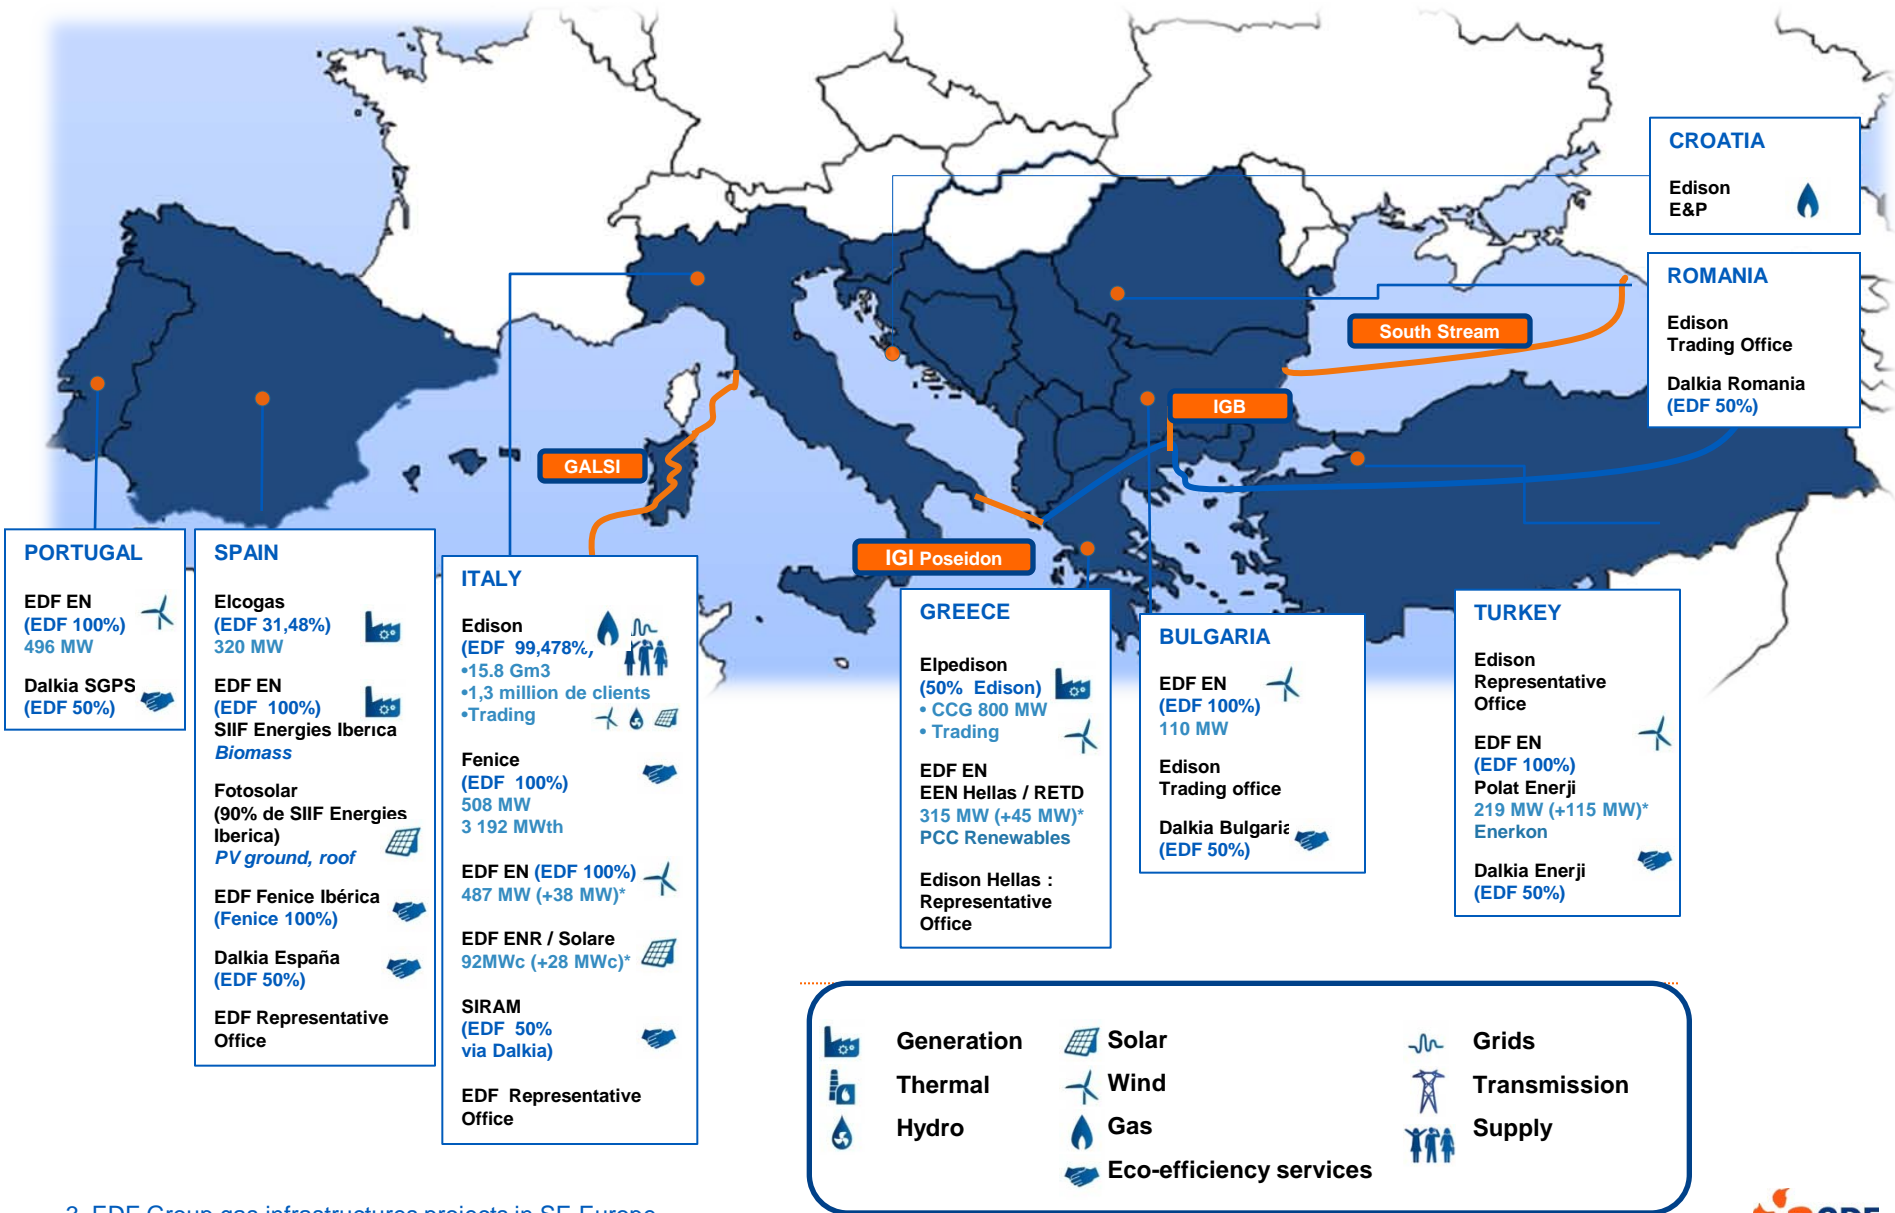 CROATIA
Edison
E&P
ROMANIA
Edison
Trading Office
Dalkia Romania
(EDF 50%)
South Stream
IGB
GALSI
IGI Poseidon
PORTUGAL
EDF EN
(EDF 100%)
496 MW
Dalkia SGPS
(EDF 50%)
SPAIN
Elcogas
(EDF 31,48%)
320 MW
EDF EN
(EDF 100%)
SIIF Energies Iberica
Biomass
Fotosolar
(90% de SIIF Energies
Iberica)
PV ground, roof
EDF Fenice Ibérica
(Fenice 100%)
Dalkia España
(EDF 50%)
EDF Representative
Office
ITALY
Edison
(EDF 99,478%,
•15.8 Gm3
•1,3 million de clients
•Trading
Fenice
(EDF 100%)
508 MW
3 192 MWth
EDF EN (EDF 100%)
487 MW (+38 MW)*
EDF ENR / Solare
92MWc (+28 MWc)*
SIRAM
(EDF 50%
via Dalkia)
EDF Representative
Office
GREECE
Elpedison
(50% Edison)
• CCG 800 MW
• Trading
EDF EN
EEN Hellas / RETD
315 MW (+45 MW)*
PCC Renewables
Edison Hellas :
Representative
Office
BULGARIA
EDF EN
(EDF 100%)
110 MW
Edison
Trading office
Dalkia Bulgaria
(EDF 50%)
TURKEY
Edison
Representative
Office
EDF EN
(EDF 100%)
Polat Enerji
219 MW (+115 MW)*
Enerkon
Dalkia Enerji
(EDF 50%)
Generation
Thermal
Hydro
Solar
Wind
Gas
Eco-efficiency services
Grids
Transmission
Supply
EDF Group gas infrastructures projects in SE Europe
EDF